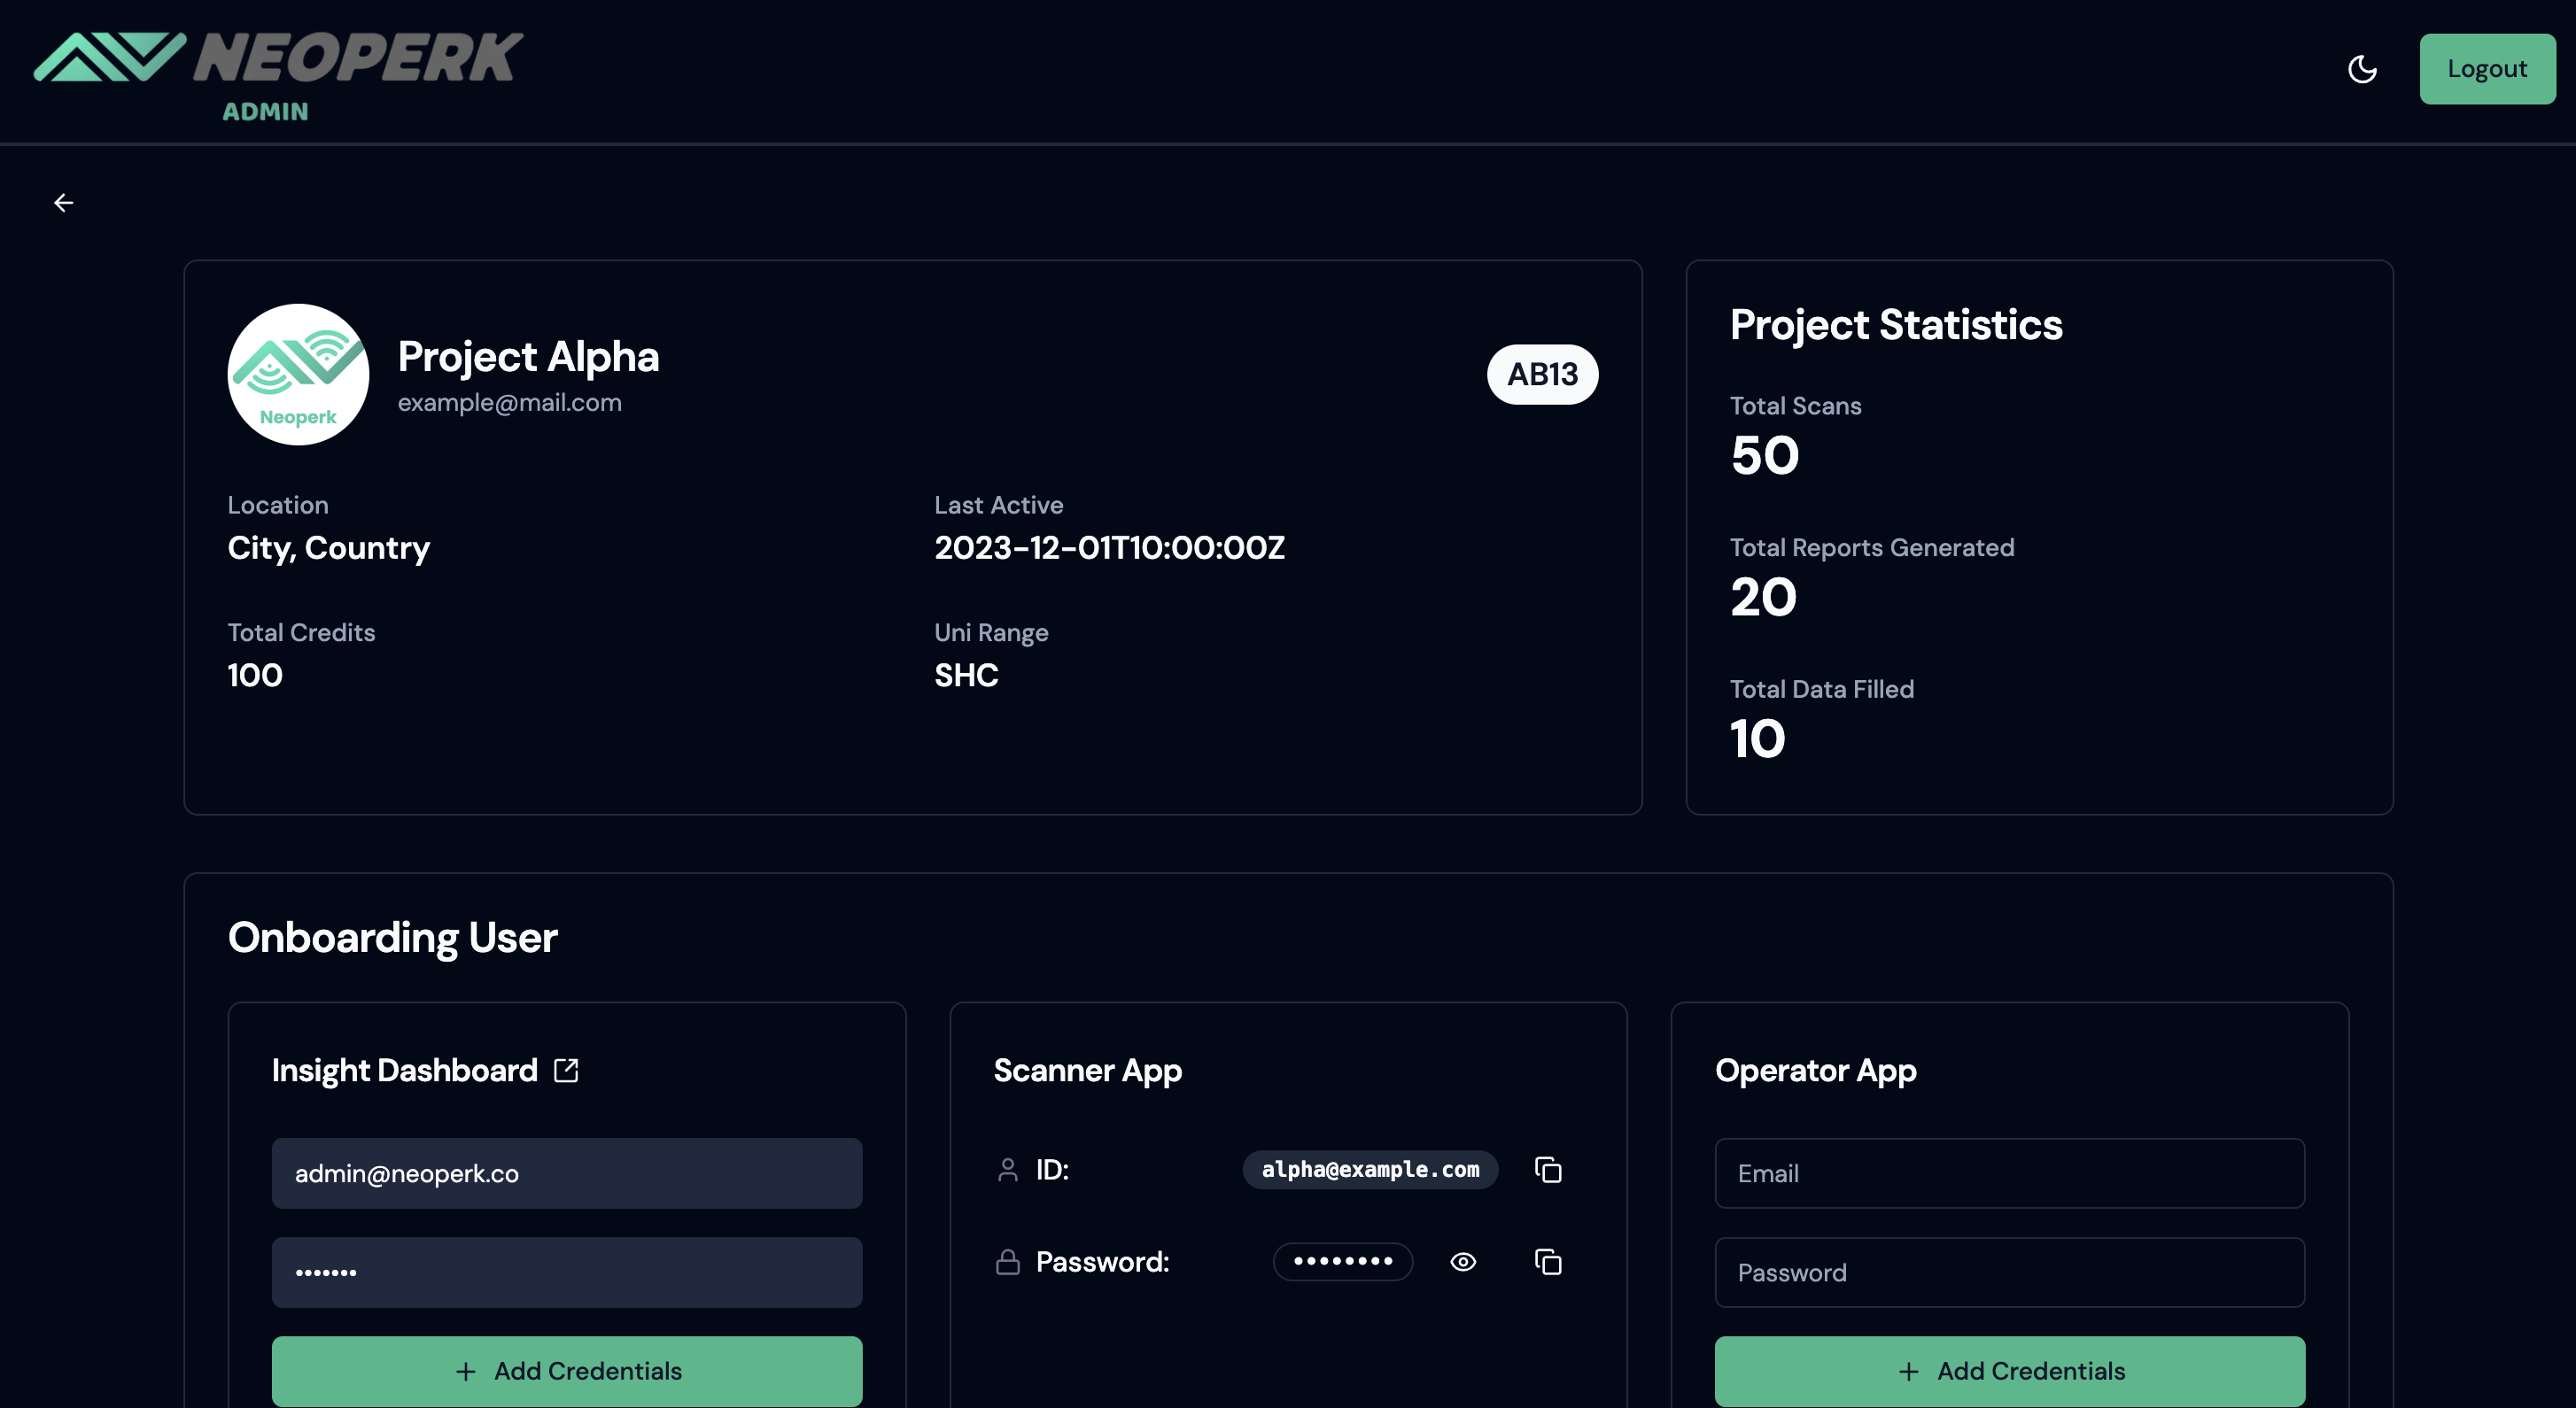 NEOPERK
ADMIN
Logout
Neoperk
Project Alpha
example@mail.com
AB13
Location
City, Country
Last Active
2023-12-01T10:00:00Z
Total Credits
100
Uni Range
SHC
Project Statistics
Total Scans
50
Total Reports Generated
20
Total Data Filled
10
Onboarding User
Insight Dashboard
admin@neoperk.co
•••••••
+ Add Credentials
Scanner App
ID: alpha@example.com
Password: ••••••••
Operator App
Email
Password
+ Add Credentials